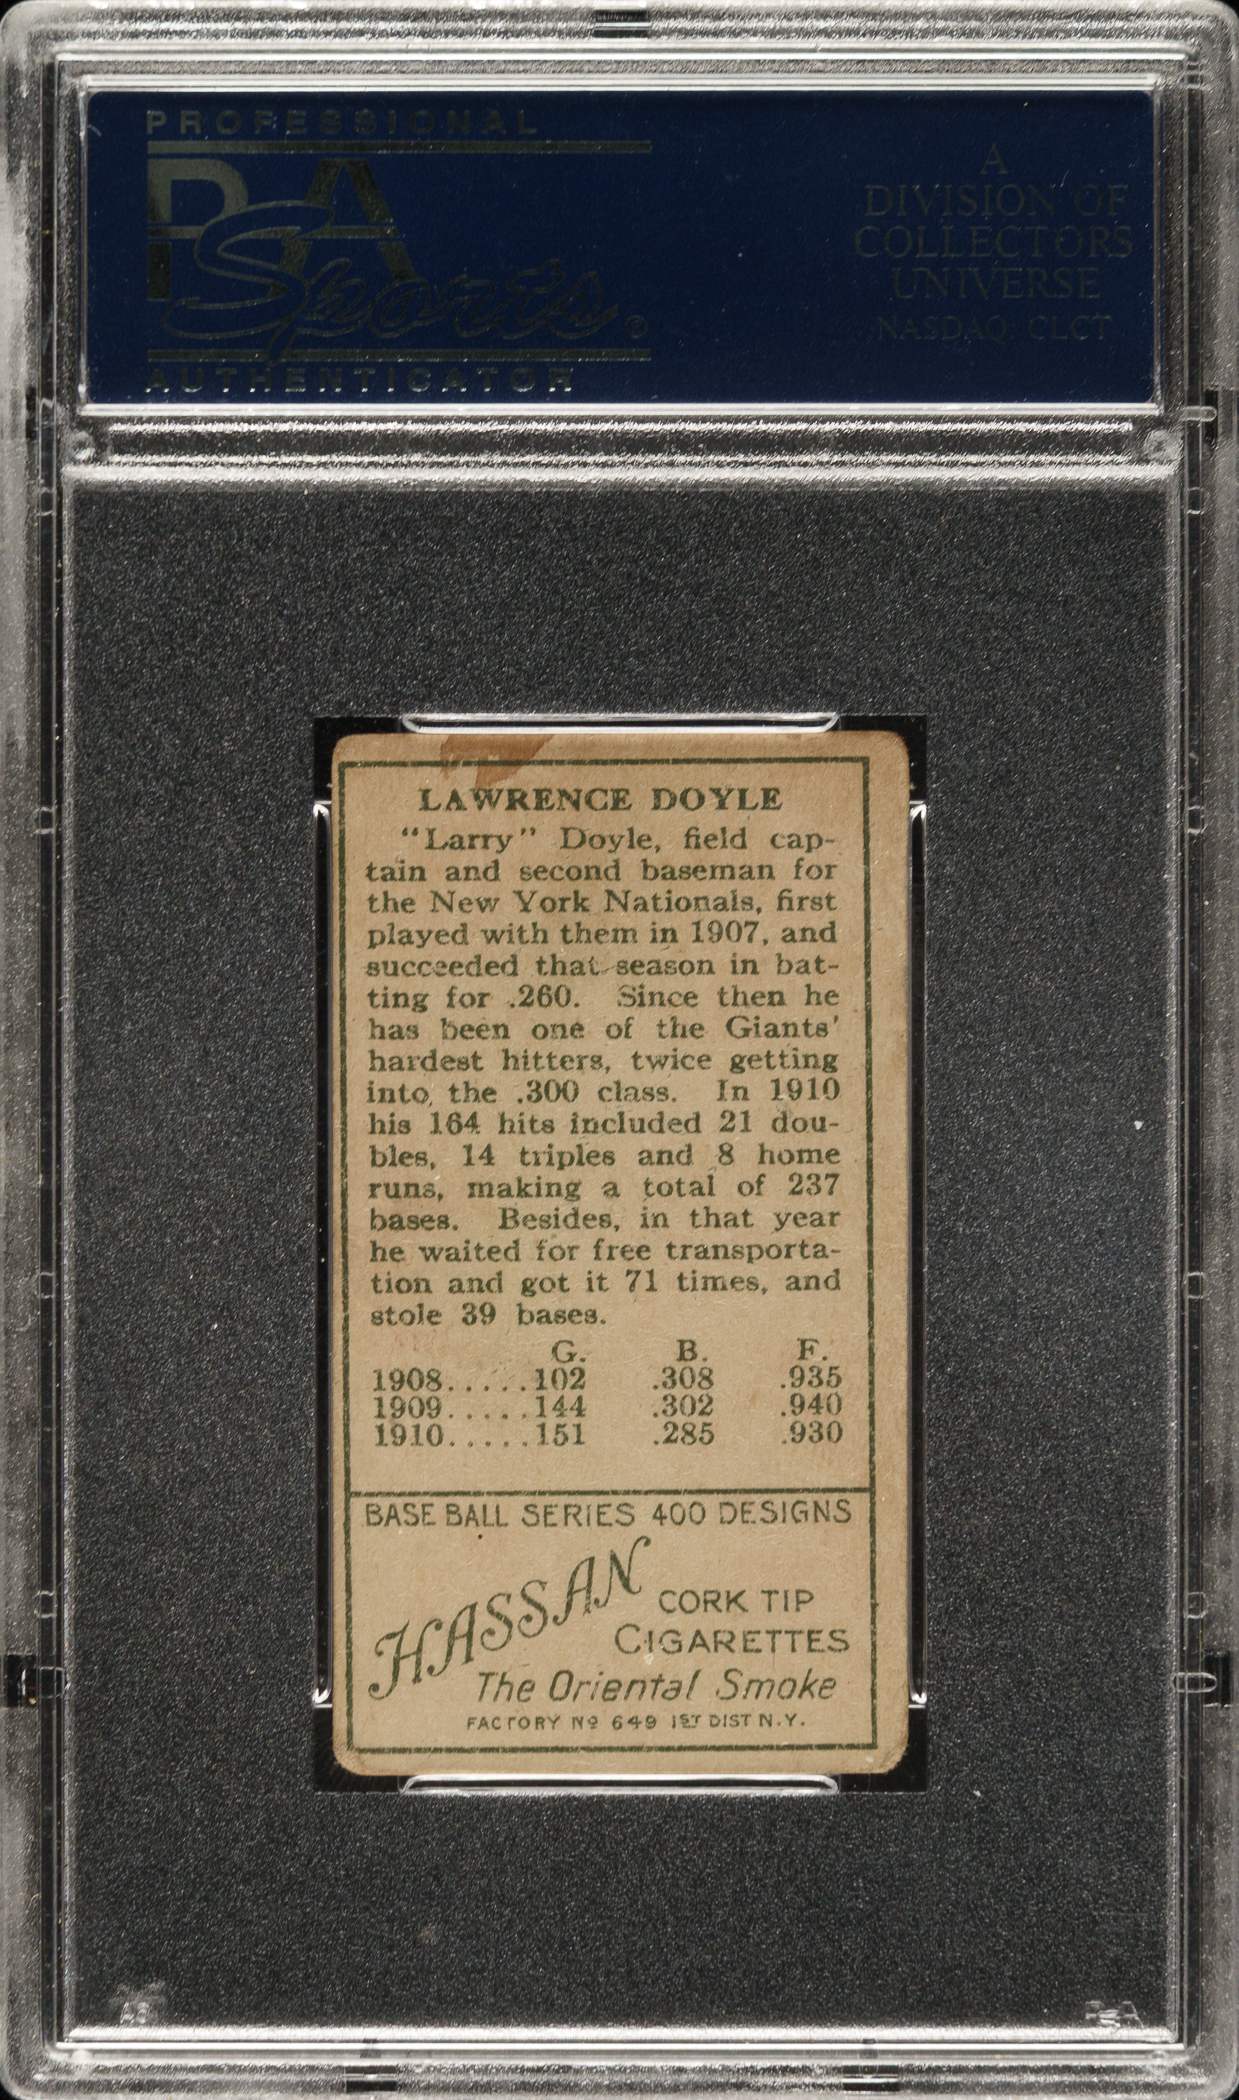 PROFESSIONAL
PSA
Sports®
AUTHENTICATOR
A
DIVISION OF
COLLECTORS
UNIVERSE
NASDAQ: CLCT
LAWRENCE DOYLE
"Larry" Doyle, field cap-
tain and second baseman for
the New York Nationals, first
played with them in 1907, and
succeeded that season in bat-
ting for .260. Since then he
has been one of the Giants'
hardest hitters, twice getting
into the .300 class. In 1910
his 164 hits included 21 dou-
bles, 14 triples and 8 home
runs, making a total of 237
bases. Besides, in that year
he waited for free transporta-
tion and got it 71 times, and
stole 39 bases.
G. B. F.
1908.....102 .308 .935
1909.....144 .302 .940
1910.....151 .285 .930
BASE BALL SERIES 400 DESIGNS
HASSAN
CORK TIP
CIGARETTES
The Oriental Smoke
FACTORY Nº 649 1ST DIST N.Y.
PSA